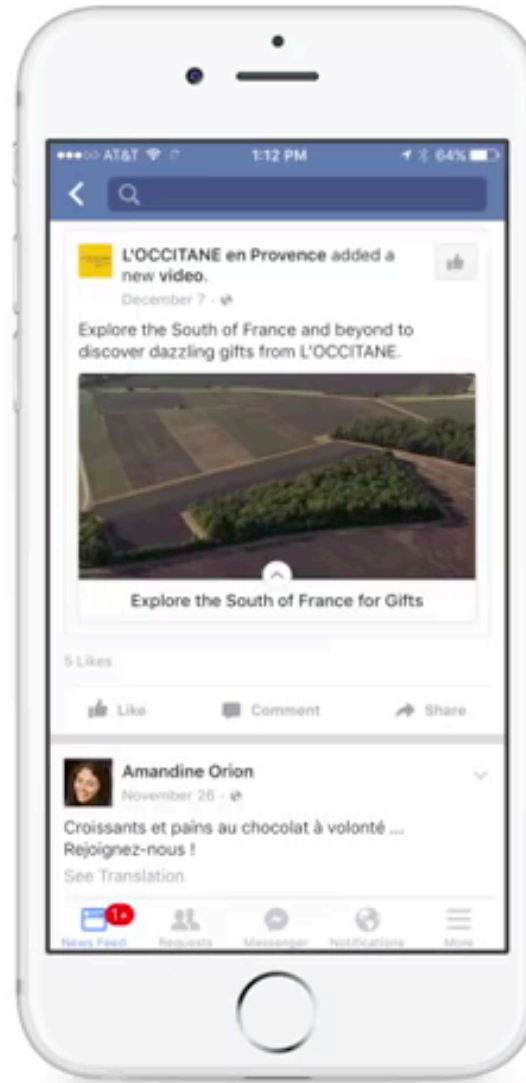 AT&T 1:12 PM 64%
L'OCCITANE en Provence added a
new video.
December 7
Explore the South of France and beyond to
discover dazzling gifts from L'OCCITANE.
Explore the South of France for Gifts
5 Likes
Like Comment Share
Amandine Orion
November 26
Croissants et pains au chocolat à volonté ...
Rejoignez-nous !
See Translation
1+
News Feed Requests Messenger Notifications More